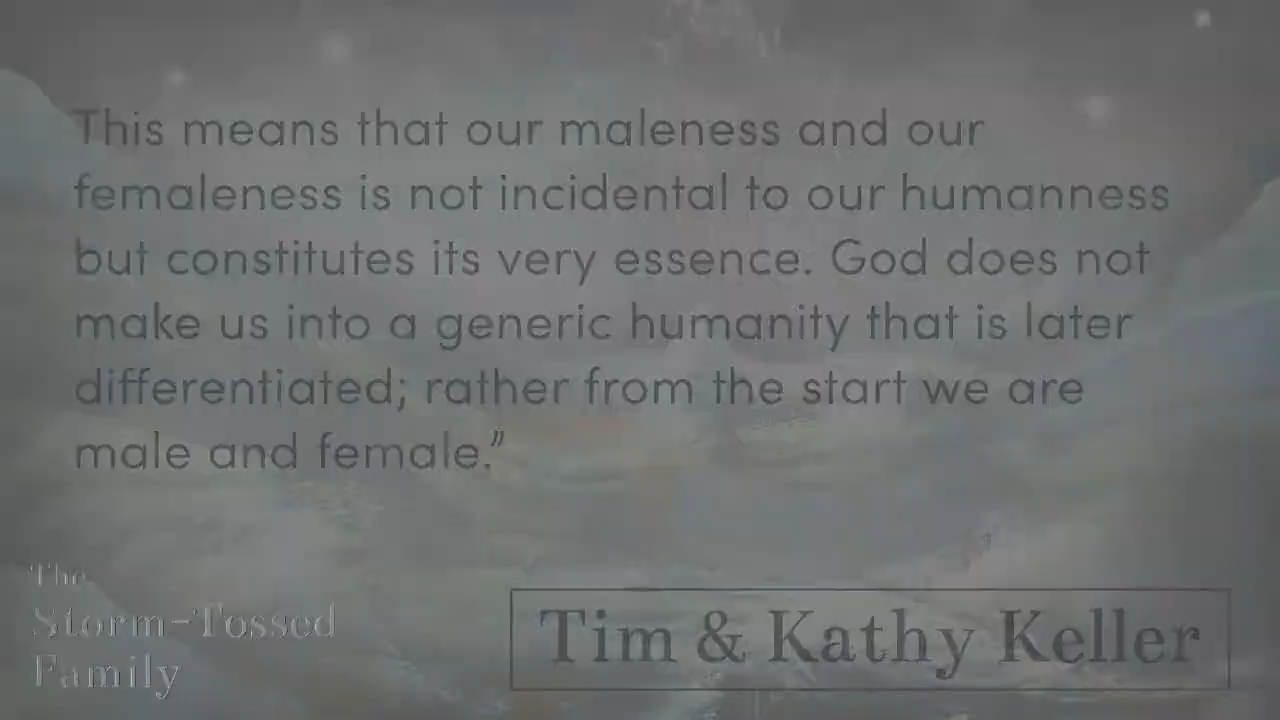 This means that our maleness and our
femaleness is not incidental to our humanness
but constitutes its very essence. God does not
make us into a generic humanity that is later
differentiated; rather from the start we are
male and female.”
The
Storm-Tossed
Family
Tim & Kathy Keller